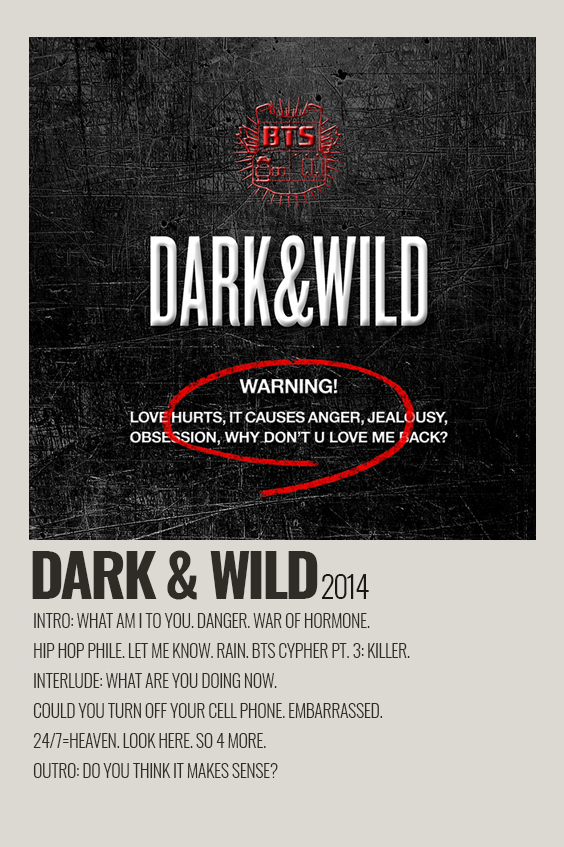 BTS
DARK&WILD
WARNING!
LOVE HURTS, IT CAUSES ANGER, JEALOUSY,
OBSESSION, WHY DON'T U LOVE ME BACK?
DARK & WILD 2014
INTRO: WHAT AM I TO YOU. DANGER. WAR OF HORMONE.
HIP HOP PHILE. LET ME KNOW. RAIN. BTS CYPHER PT. 3: KILLER.
INTERLUDE: WHAT ARE YOU DOING NOW.
COULD YOU TURN OFF YOUR CELL PHONE. EMBARRASSED.
24/7=HEAVEN. LOOK HERE. SO 4 MORE.
OUTRO: DO YOU THINK IT MAKES SENSE?